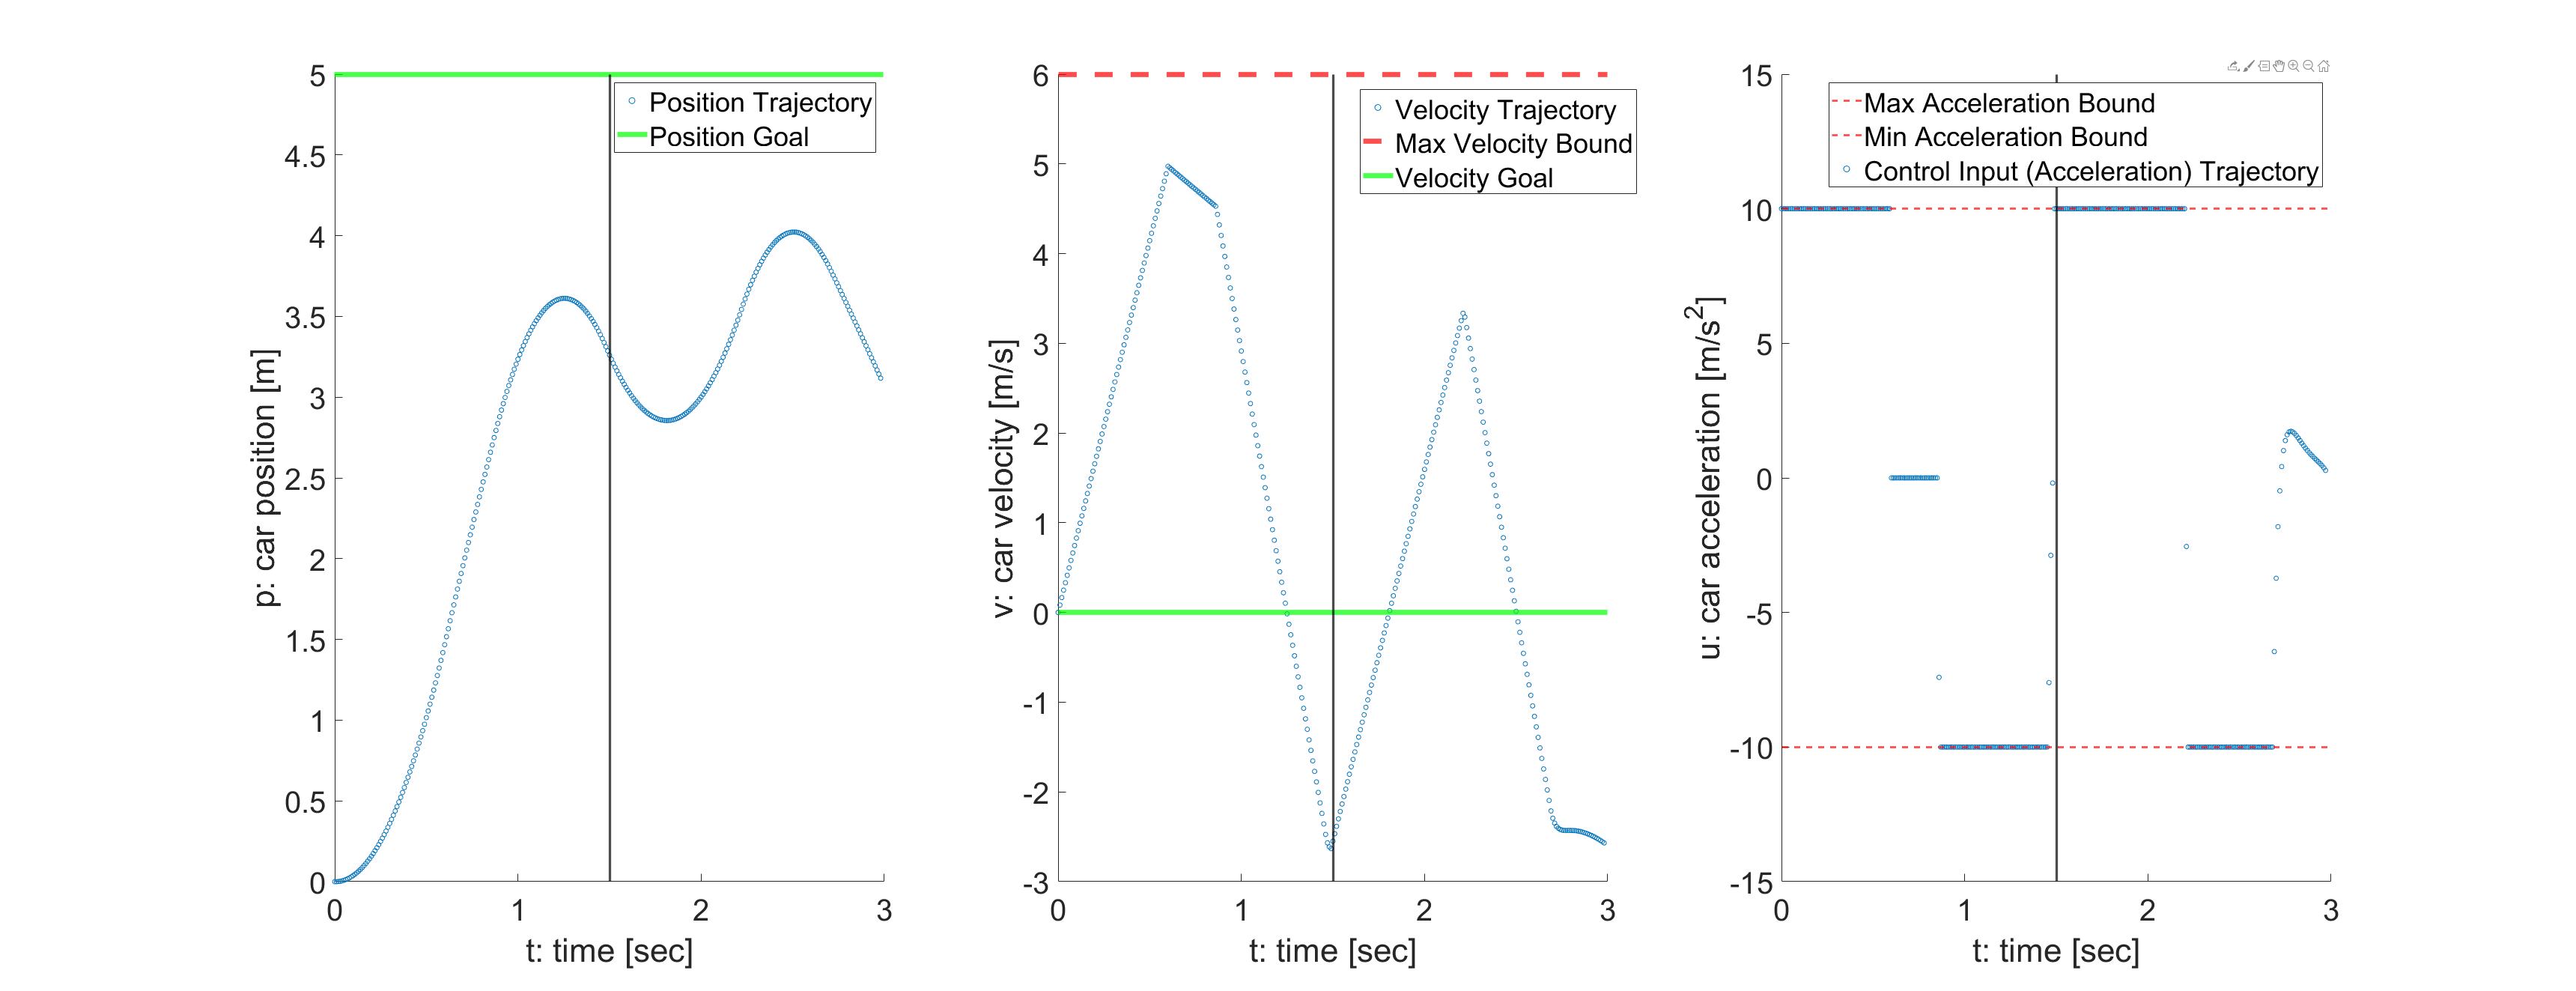 5
4.5
4
3.5
3
2.5
2
1.5
1
0.5
0
0 1 2 3
p: car position [m]
t: time [sec]
Position Trajectory
Position Goal
6
5
4
3
2
1
0
-1
-2
-3
0 1 2 3
v: car velocity [m/s]
t: time [sec]
Velocity Trajectory
Max Velocity Bound
Velocity Goal
15
10
5
0
-5
-10
-15
0 1 2 3
u: car acceleration [m/s²]
t: time [sec]
Max Acceleration Bound
Min Acceleration Bound
Control Input (Acceleration) Trajectory